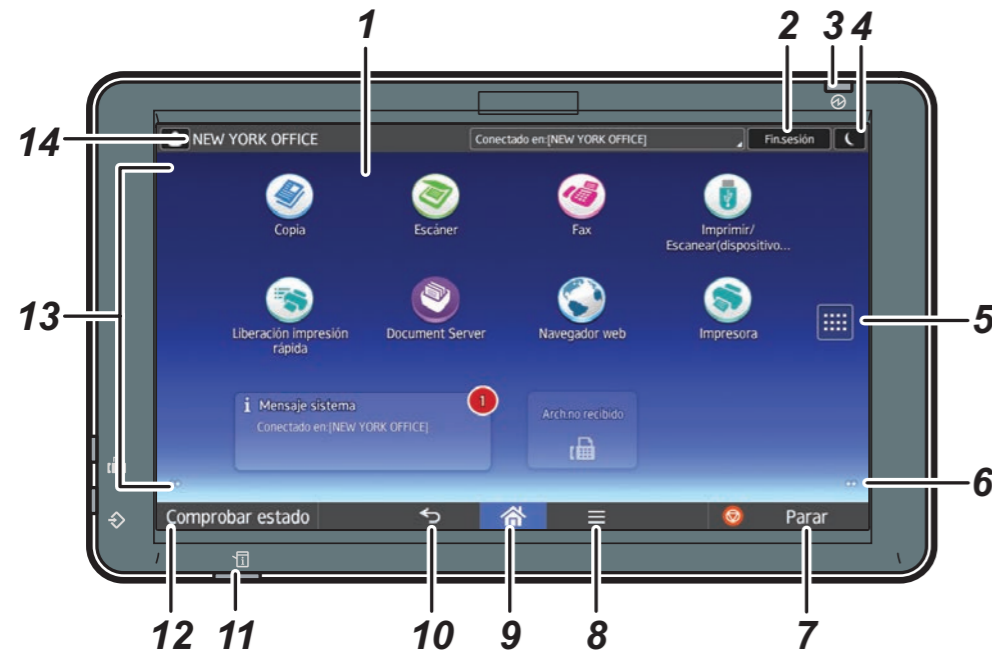 1
2
3
4
14
NEW YORK OFFICE
Conectado en:[NEW YORK OFFICE]
Fin.sesión
Copia
Escáner
Fax
Imprimir/
Escanear(dispositivo...
13
5
Liberación impresión
rápida
Document Server
Navegador web
Impresora
i Mensaje sistema
1
Conectado en:[NEW YORK OFFICE]
Arch.no recibido
6
Comprobar estado
Parar
12
11
10
9
8
7